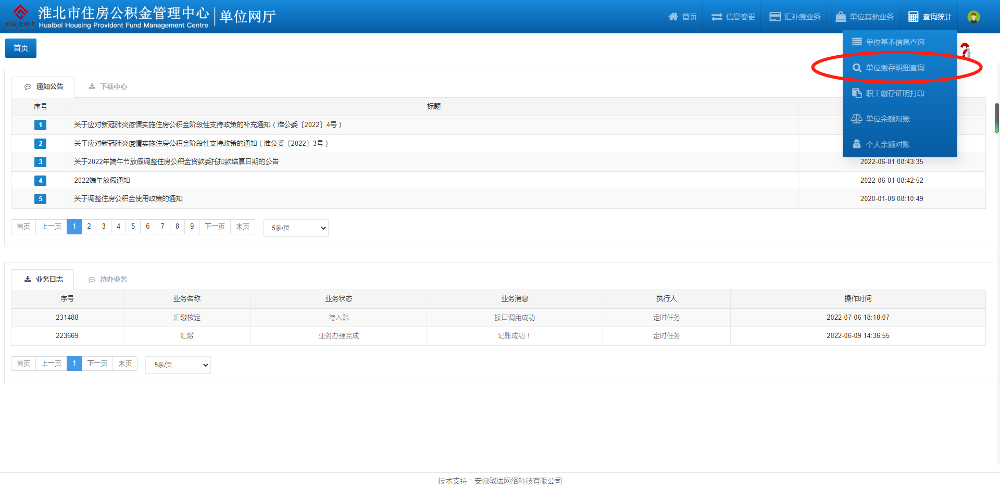 淮北市住房公积金管理中心 | 单位网厅
Huaibei Housing Provident Fund Management Centre
住房公积金
首页 信息变更 汇补缴业务 单位其他业务 查询统计
首页
单位基本信息查询
单位缴存明细查询
职工缴存证明打印
单位余额对账
个人余额对账
通知公告 下载中心
序号 标题
1 关于应对新冠肺炎疫情实施住房公积金阶段性支持政策的补充通知（淮公委〔2022〕4号）
2 关于应对新冠肺炎疫情实施住房公积金阶段性支持政策的通知（淮公委〔2022〕3号）
3 关于2022年端午节放假调整住房公积金贷款委托扣款结算日期的公告 2022-06-01 08:43:35
4 2022端午放假通知 2022-06-01 08:42:52
5 关于调整住房公积金使用政策的通知 2020-01-08 08:10:49
首页 上一页 1 2 3 4 5 6 7 8 9 下一页 末页 5条/页
业务日志 待办业务
序号 业务名称 业务状态 业务消息 执行人 操作时间
231488 汇缴核定 待入账 接口调用成功 定时任务 2022-07-06 18:18:07
223669 汇缴 业务办理完成 记账成功！ 定时任务 2022-06-09 14:36:55
首页 上一页 1 下一页 末页 5条/页
技术支持：安徽敏达网络科技有限公司